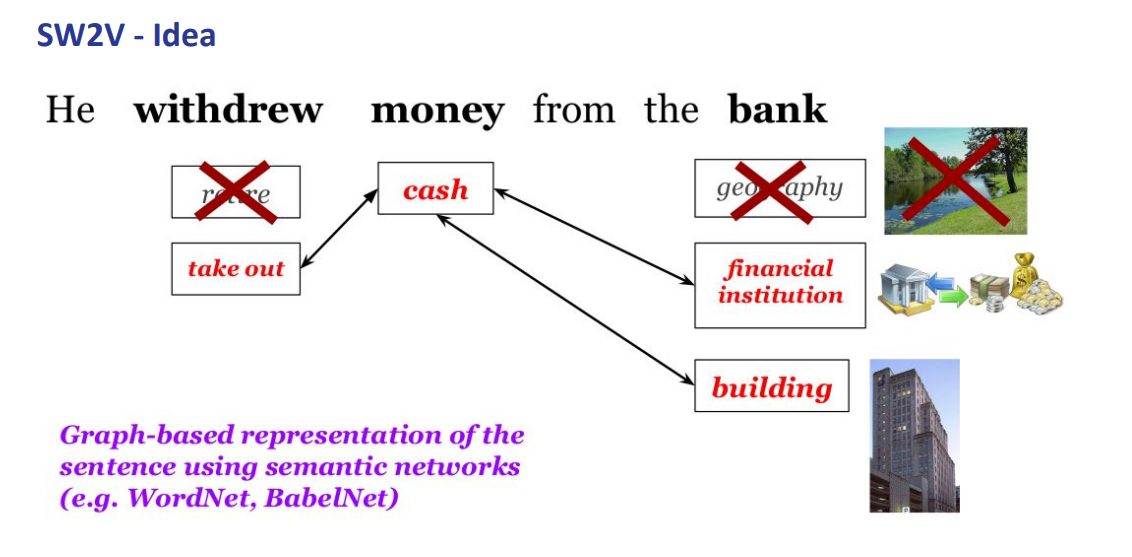 SW2V - Idea
He withdrew money from the bank
cash
geography
take out
financial
institution
building
Graph-based representation of the
sentence using semantic networks
(e.g. WordNet, BabelNet)